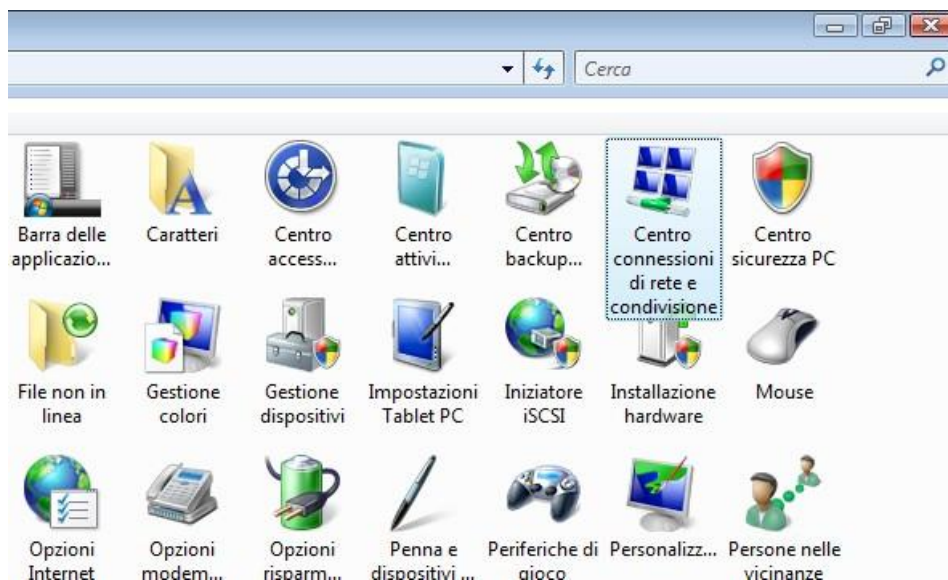 Cerca
Barra delle
applicazio...
Caratteri
Centro
access...
Centro
attivi...
Centro
backup...
Centro
connessioni
di rete e
condivisione
Centro
sicurezza PC
File non in
linea
Gestione
colori
Gestione
dispositivi
Impostazioni
Tablet PC
Iniziatore
iSCSI
Installazione
hardware
Mouse
Opzioni
Internet
Opzioni
modem...
Opzioni
risparm...
Penna e
dispositivi ...
Periferiche di
gioco
Personalizz...
Persone nelle
vicinanze